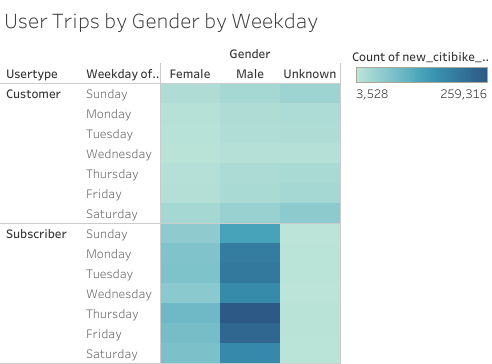 User Trips by Gender by Weekday
Gender
Count of new_citibike_..
Usertype Weekday of.. Female Male Unknown
3,528 259,316
Customer Sunday
Monday
Tuesday
Wednesday
Thursday
Friday
Saturday
Subscriber Sunday
Monday
Tuesday
Wednesday
Thursday
Friday
Saturday